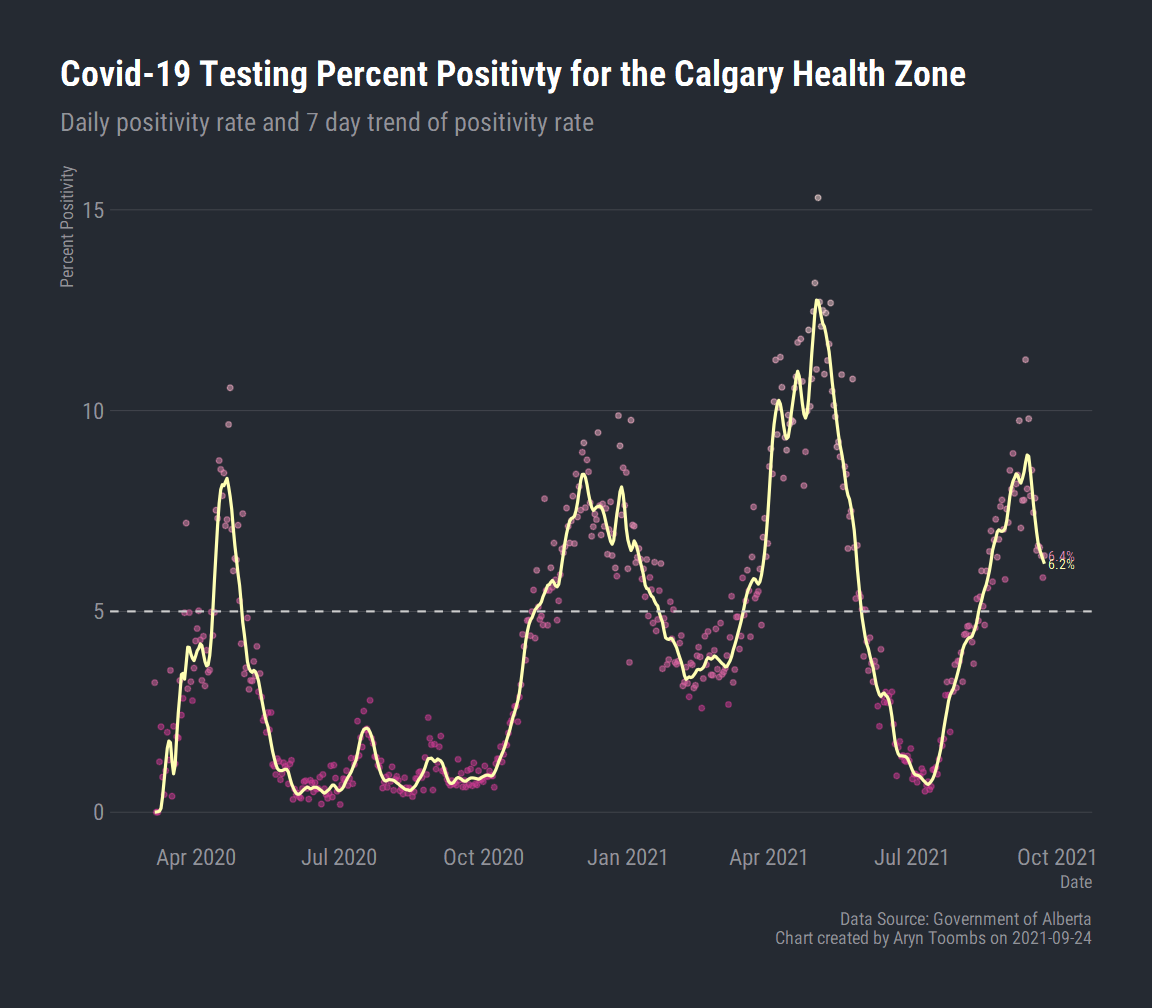 Covid-19 Testing Percent Positivty for the Calgary Health Zone
Daily positivity rate and 7 day trend of positivity rate
Percent Positivity
15
10
5
0
6.4%
6.2%
Apr 2020
Jul 2020
Oct 2020
Jan 2021
Apr 2021
Jul 2021
Oct 2021
Date
Data Source: Government of Alberta
Chart created by Aryn Toombs on 2021-09-24